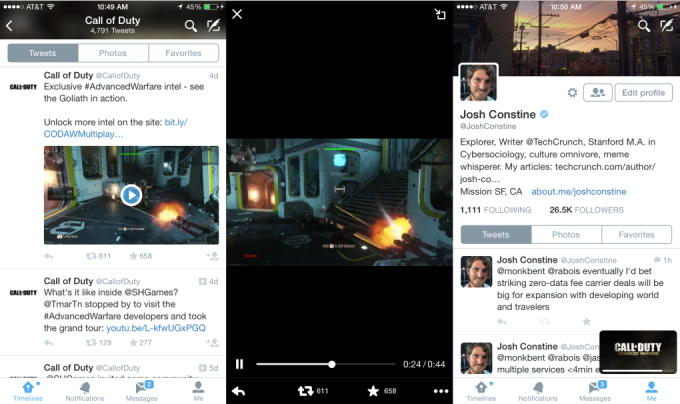 AT&T 10:49 AM 45%
Call of Duty
4,791 Tweets
Tweets Photos Favorites
CALL·DUTY
Call of Duty @CallofDuty 4d
Exclusive #AdvancedWarfare intel - see
the Goliath in action.
Unlock more intel on the site: bit.ly/
CODAWMultiplay…
611 658
CALL·DUTY
Call of Duty @CallofDuty 4d
What's it like inside @SHGames?
@TmarTn stopped by to visit the
#AdvancedWarfare developers and took
the grand tour: youtu.be/L-kfwUGxPGQ
129 277
Call of Duty @CallofDuty 5d
Timelines Notifications Messages Me
3
0:24 / 0:44
611 658
AT&T 10:50 AM 45%
Edit profile
Josh Constine
@JoshConstine
Explorer, Writer @TechCrunch, Stanford M.A. in
Cybersociology, culture omnivore, meme
whisperer. My articles: techcrunch.com/author/
josh-co…
Mission SF, CA about.me/joshconstine
1,111 FOLLOWING 26.5K FOLLOWERS
Tweets Photos Favorites
Josh Constine @JoshConstine 1h
@monkbent @rabois eventually I'd bet
striking zero-data fee carrier deals will
be big for expansion with developing world
and travelers
Josh Constine @JoshConstine
@monkbent @rabois @jas
multiple services <4min e
CALL·DUTY
ADVANCED WARFARE
Timelines Notifications Messages Me
3